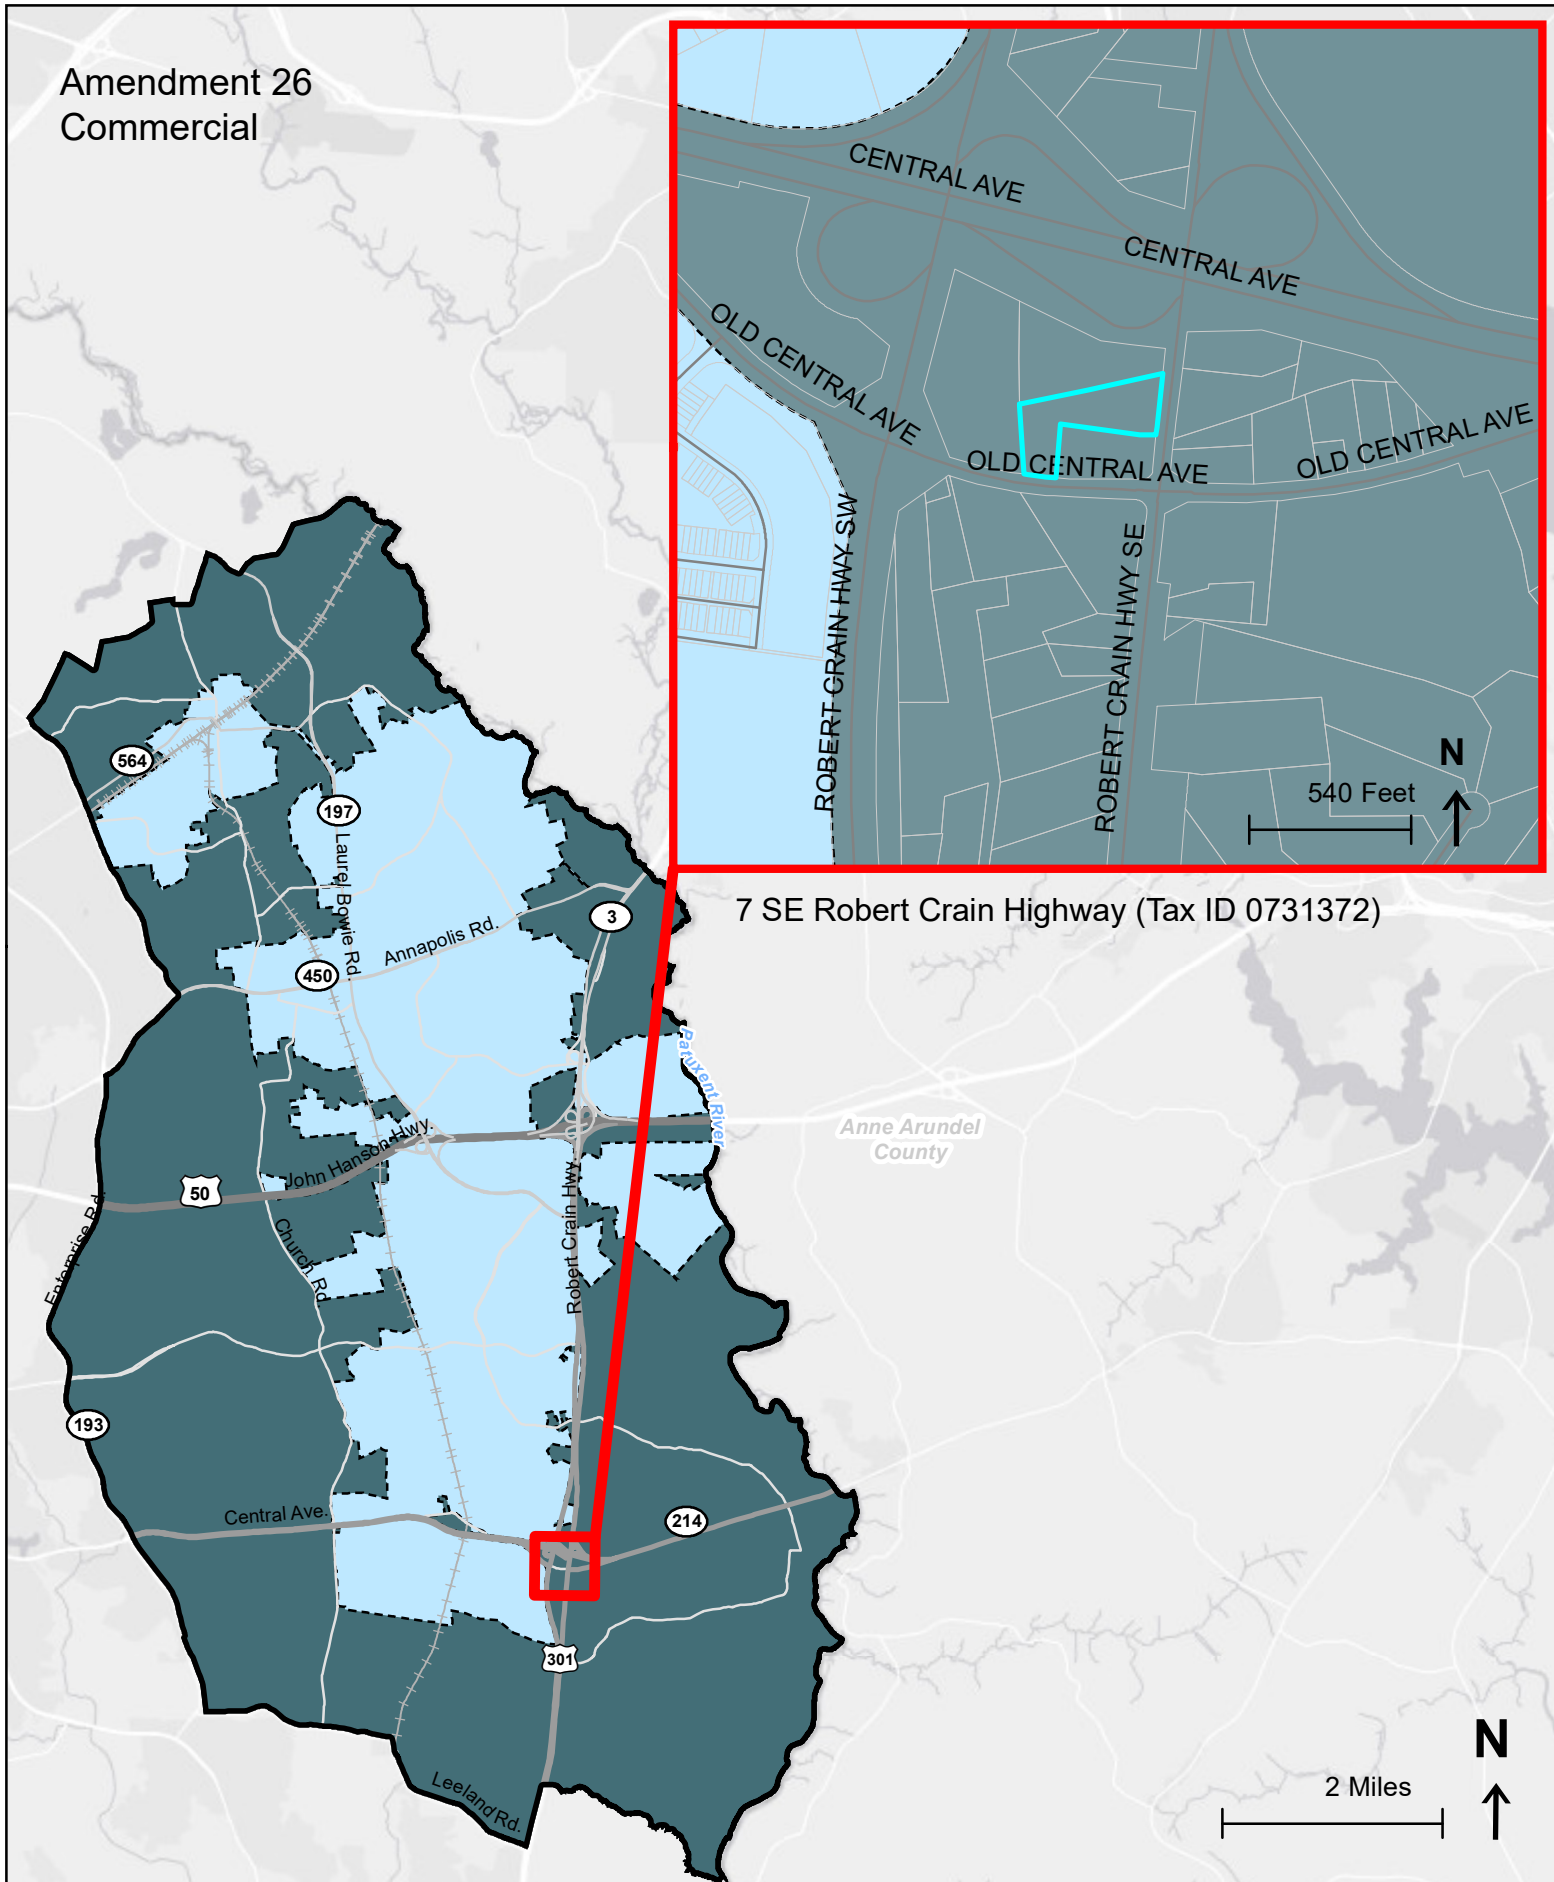 Amendment 26
Commercial
CENTRAL AVE
CENTRAL AVE
OLD CENTRAL AVE
OLD CENTRAL AVE
OLD CENTRAL AVE
ROBERT CRAIN HWY SW
ROBERT CRAIN HWY SE
N
540 Feet
7 SE Robert Crain Highway (Tax ID 0731372)
564
197
Laurel Bowie Rd.
3
Annapolis Rd.
450
Patuxent River
Anne Arundel
County
John Hanson Hwy.
50
Enterprise Rd.
Church Rd.
Robert Crain Hwy.
193
Central Ave.
214
301
Leeland Rd.
N
2 Miles